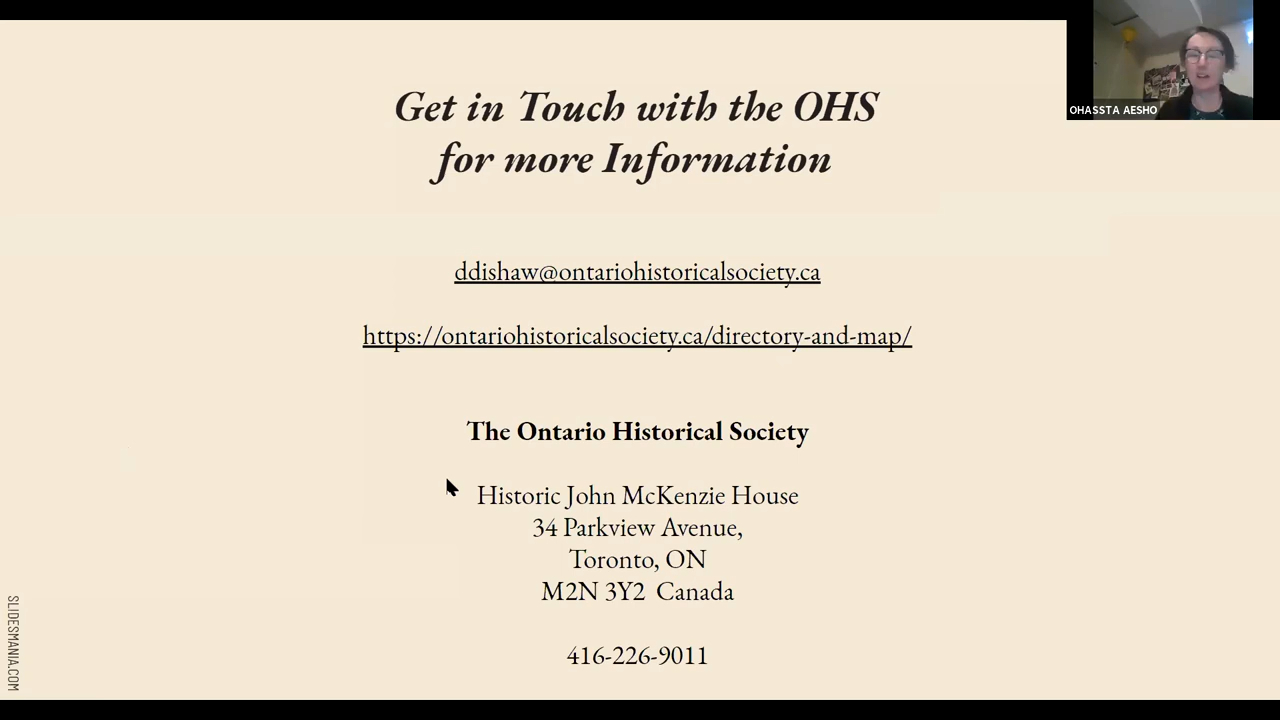 Get in Touch with the OHS
for more Information
OHASSTA AESHO
ddishaw@ontariohistoricalsociety.ca
https://ontariohistoricalsociety.ca/directory-and-map/
The Ontario Historical Society
Historic John McKenzie House
34 Parkview Avenue,
Toronto, ON
M2N 3Y2 Canada
416-226-9011
SLIDESMANIA.COM